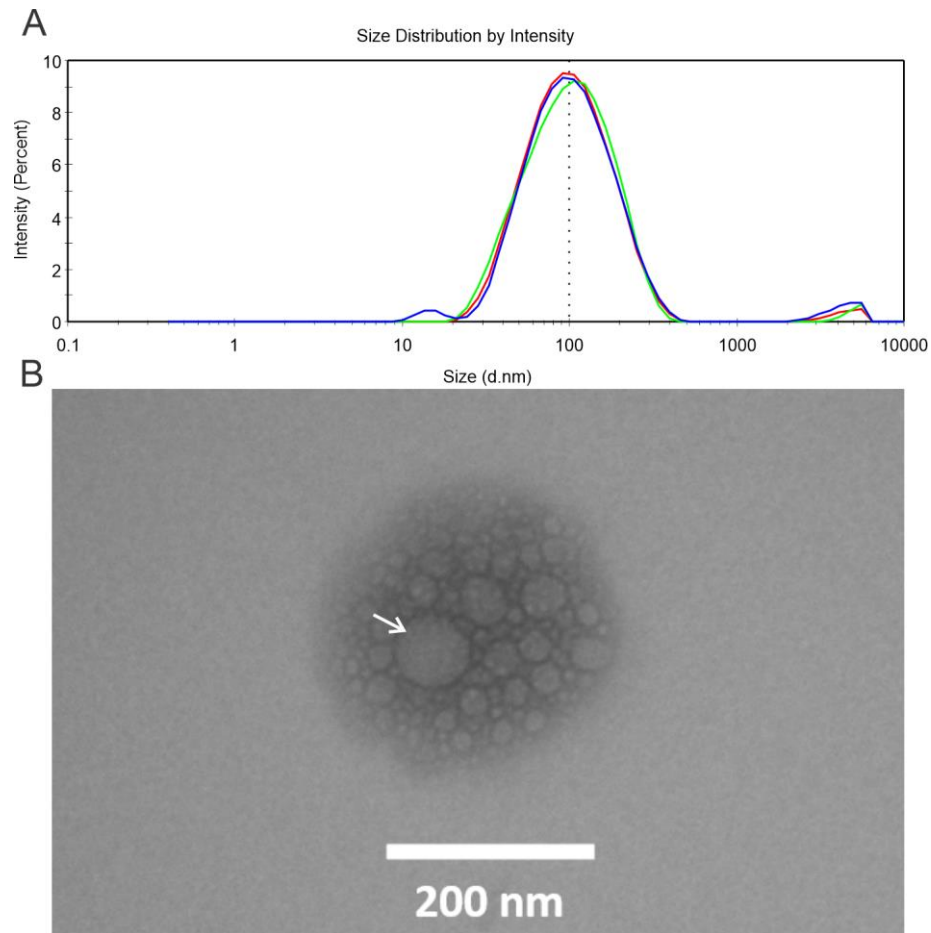 A
Size Distribution by Intensity
Intensity (Percent)
10
8
6
4
2
0
0.1 1 10 100 1000 10000
Size (d.nm)
B
200 nm